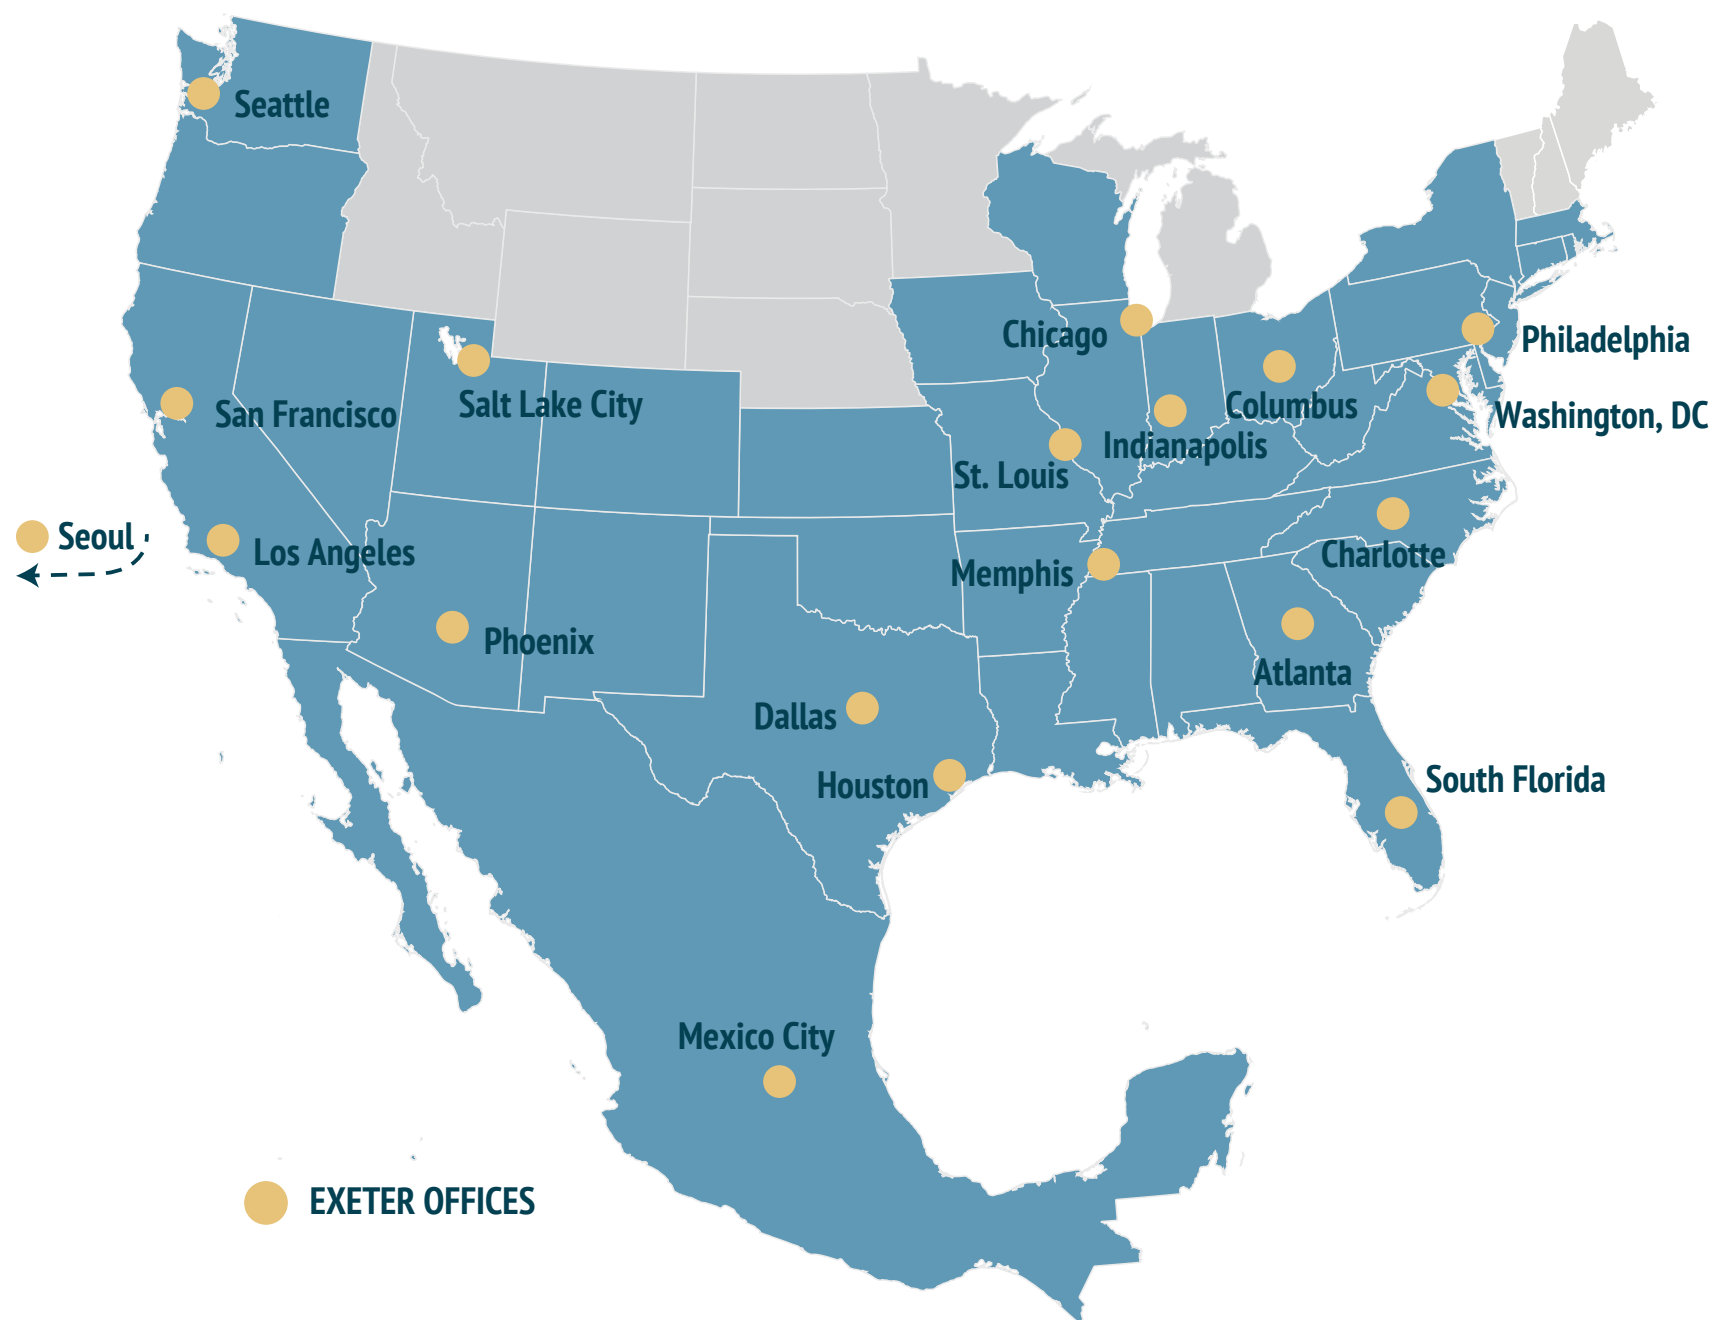 Seattle
Chicago
Philadelphia
San Francisco
Salt Lake City
Columbus
Washington, DC
Indianapolis
St. Louis
Seoul
Los Angeles
Memphis
Charlotte
Phoenix
Atlanta
Dallas
Houston
South Florida
Mexico City
EXETER OFFICES